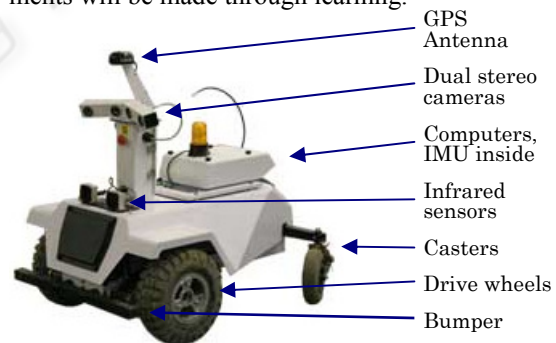 ments will be made through learning.
GPS
Antenna
Dual stereo
cameras
Computers,
IMU inside
Infrared
sensors
Casters
Drive wheels
Bumper